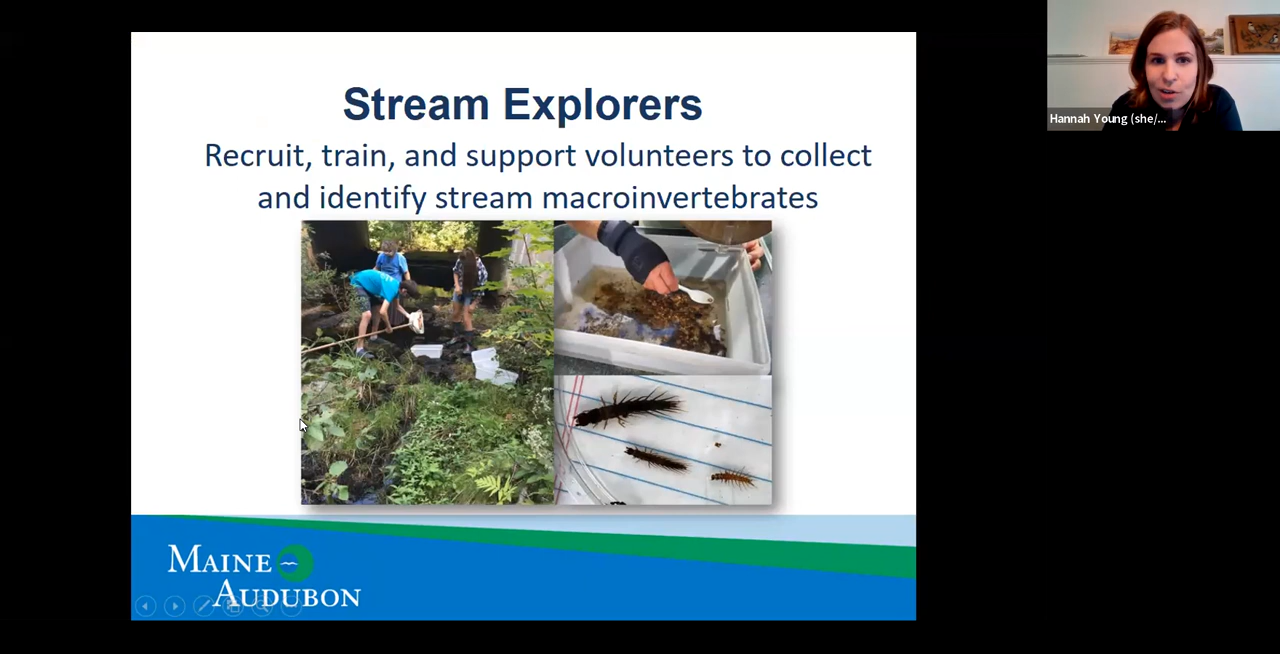 Stream Explorers
Recruit, train, and support volunteers to collect
and identify stream macroinvertebrates
Hannah Young (she/...
MAINE
AUDUBON